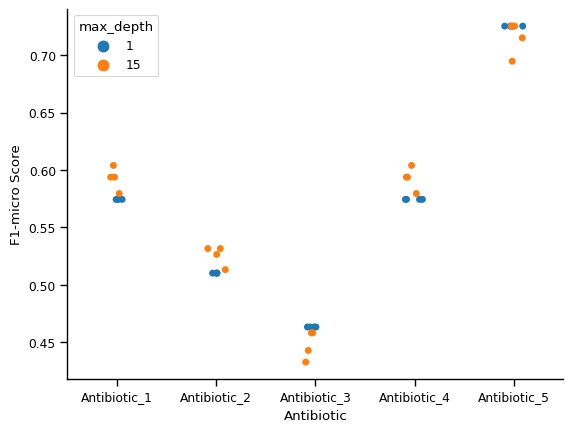 max_depth
1
15
0.70
0.65
0.60
0.55
0.50
0.45
F1-micro Score
Antibiotic_1 Antibiotic_2 Antibiotic_3 Antibiotic_4 Antibiotic_5
Antibiotic